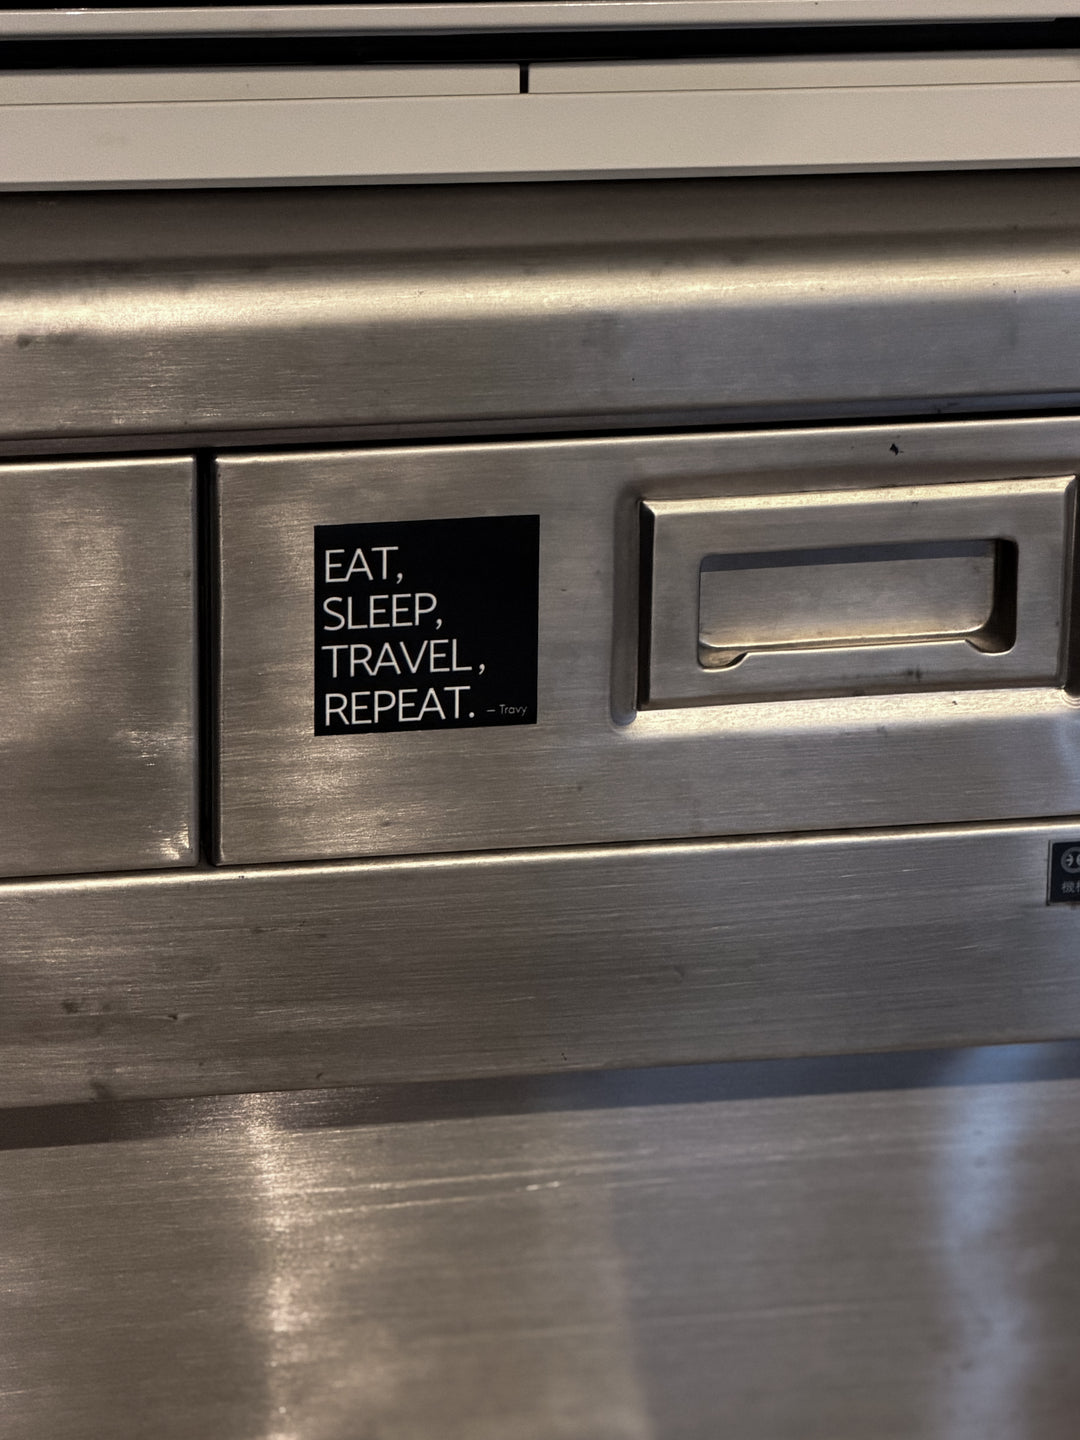 EAT,
SLEEP,
TRAVEL,
REPEAT. – Travy